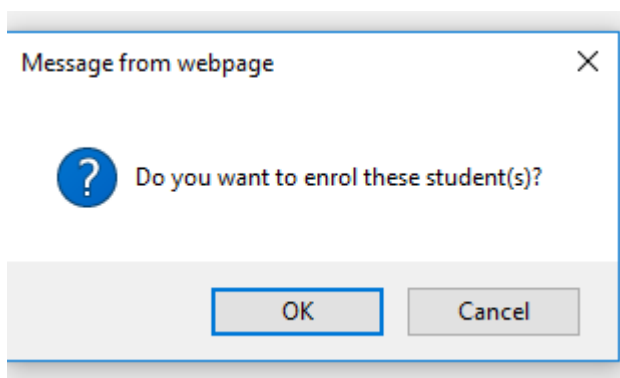 Message from webpage
Do you want to enrol these student(s)?
OK
Cancel